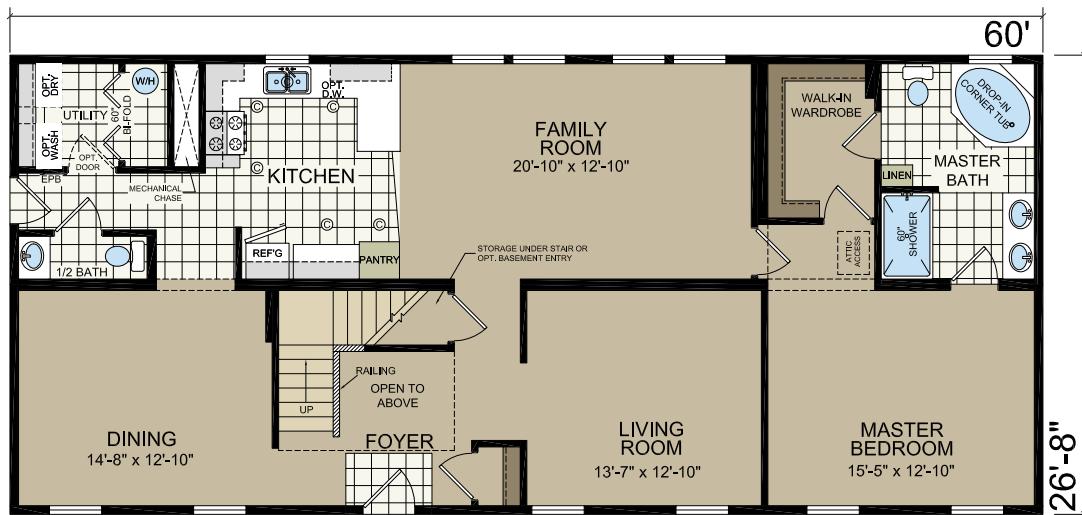 60'
OPT.
DRY
UTILITY
OPT.
WASH
60"
BI-FOLD
W/H
OPT.
DOOR
EPB
MECHANICAL
CHASE
OPT.
D.W.
C
C
C
C
C
C
KITCHEN
REF'G
PANTRY
1/2 BATH
FAMILY
ROOM
20'-10" x 12'-10"
STORAGE UNDER STAIR OR
OPT. BASEMENT ENTRY
WALK-IN
WARDROBE
DROP-IN
CORNER TUB
MASTER
BATH
LINEN
60"
SHOWER
ATTIC
ACCESS
RAILING
UP
OPEN TO
ABOVE
FOYER
DINING
14'-8" x 12'-10"
LIVING
ROOM
13'-7" x 12'-10"
MASTER
BEDROOM
15'-5" x 12'-10"
26'-8"